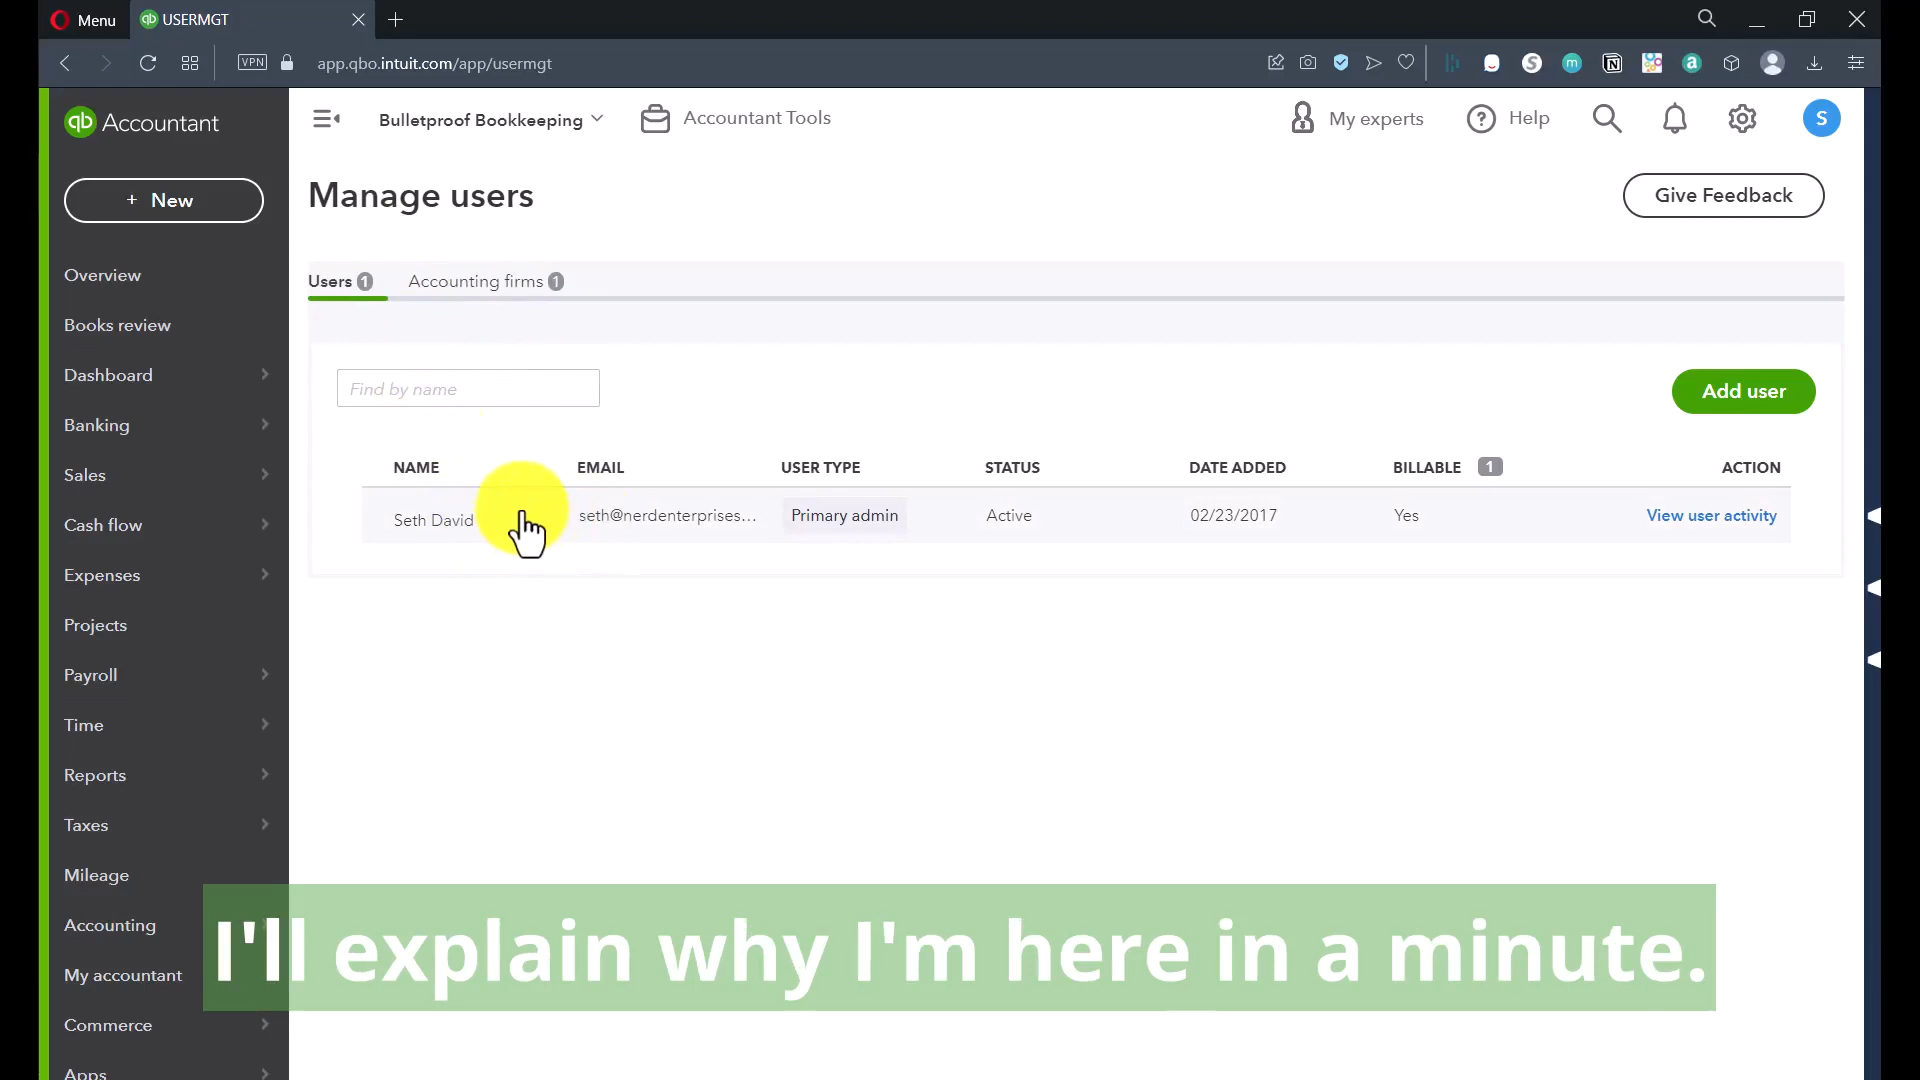 Menu
USERMGT
VPN
app.qbo.intuit.com/app/usermgt
qb Accountant
Bulletproof Bookkeeping
Accountant Tools
My experts
Help
S
+ New
Manage users
Give Feedback
Overview
Books review
Dashboard
Banking
Sales
Cash flow
Expenses
Projects
Payroll
Time
Reports
Taxes
Mileage
Accounting
My accountant
Commerce
Apps
Users 1
Accounting firms 1
Find by name
Add user
NAME EMAIL USER TYPE STATUS DATE ADDED BILLABLE 1 ACTION
Seth David seth@nerdenterprises... Primary admin Active 02/23/2017 Yes View user activity
I'll explain why I'm here in a minute.